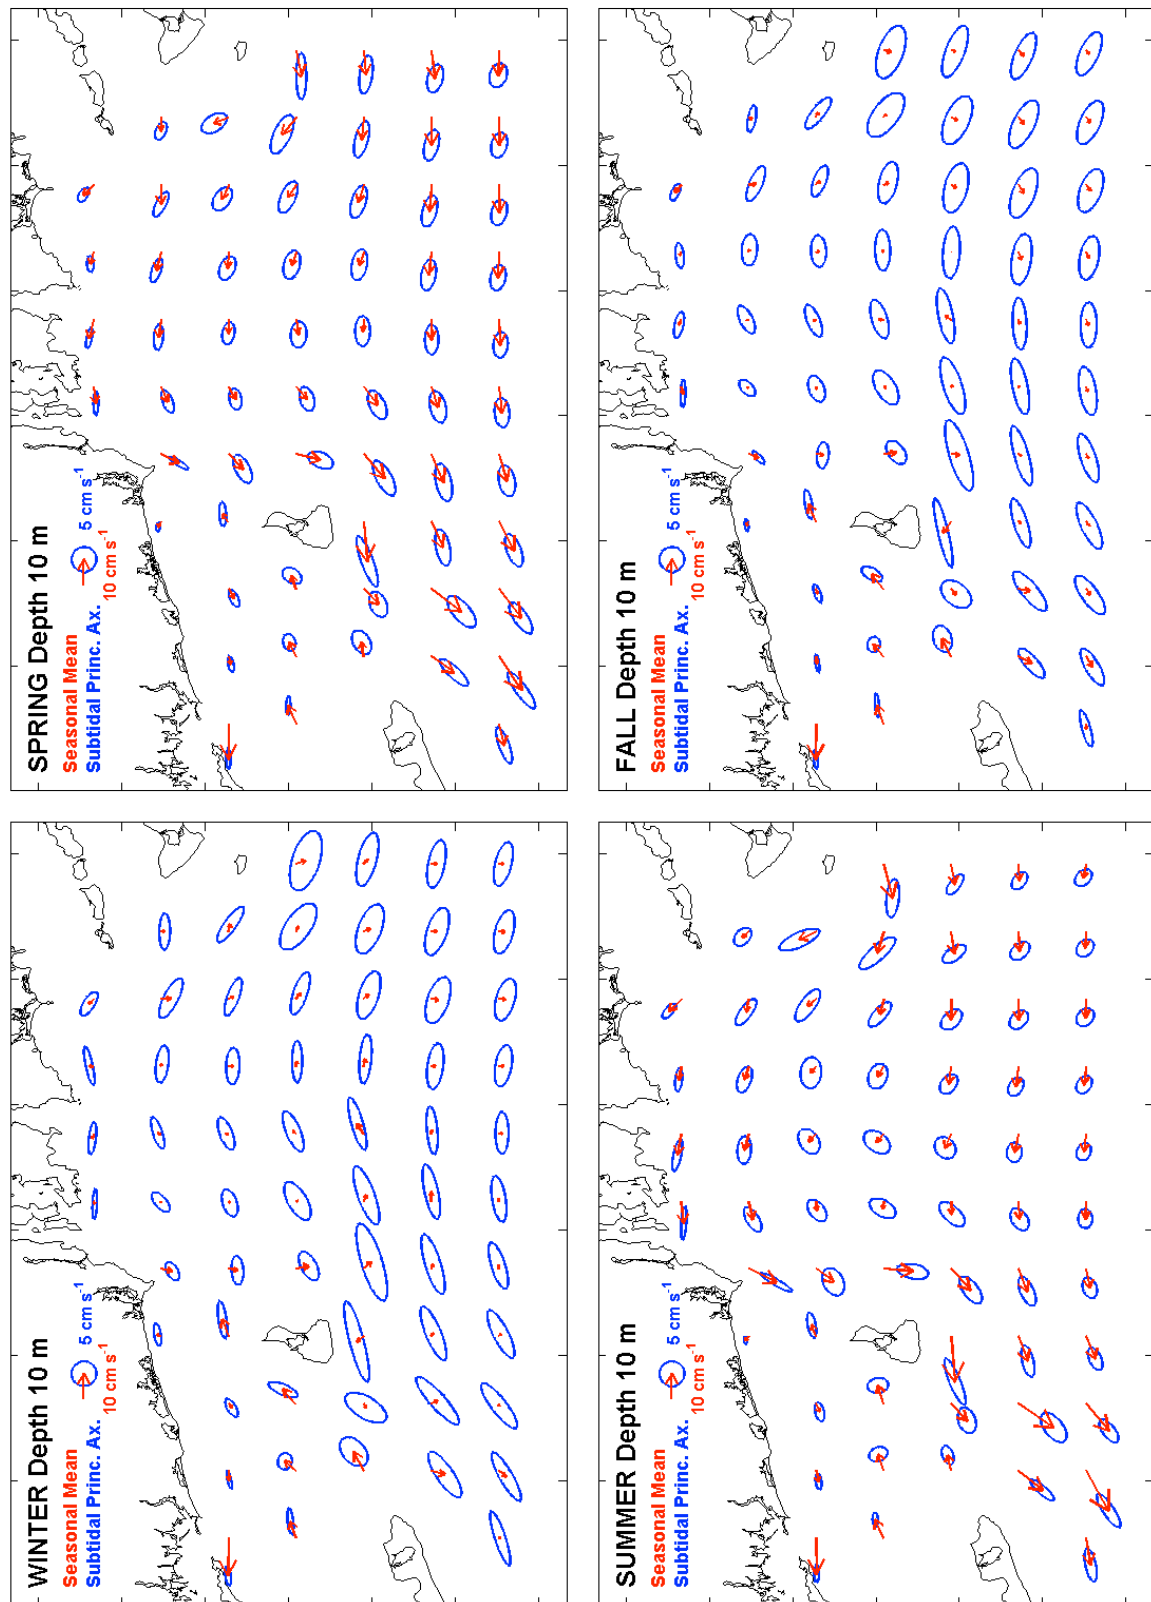 WINTER Depth 10 m
Seasonal Mean
Subtidal Princ. Ax.
10 cm s-1
5 cm s-1
SPRING Depth 10 m
Seasonal Mean
Subtidal Princ. Ax.
10 cm s-1
5 cm s-1
SUMMER Depth 10 m
Seasonal Mean
Subtidal Princ. Ax.
10 cm s-1
5 cm s-1
FALL Depth 10 m
Seasonal Mean
Subtidal Princ. Ax.
10 cm s-1
5 cm s-1